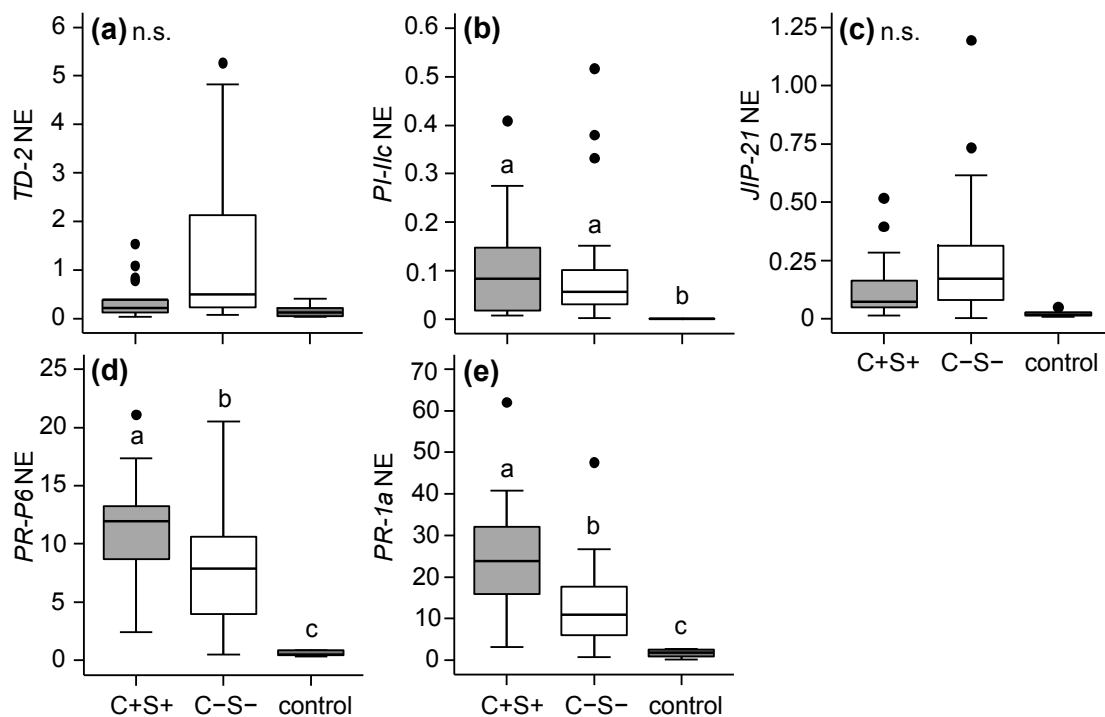 (a) n.s.
TD-2 NE
6
5
4
3
2
1
0
(b)
PI-IIc NE
0.6
0.5
0.4
0.3
0.2
0.1
0
a
a
b
(c) n.s.
JIP-21 NE
1.25
1.00
0.75
0.50
0.25
0
C+S+ C−S− control
(d)
PR-P6 NE
25
20
15
10
5
0
a
b
c
C+S+ C−S− control
(e)
PR-1a NE
70
60
50
40
30
20
10
0
a
b
c
C+S+ C−S− control